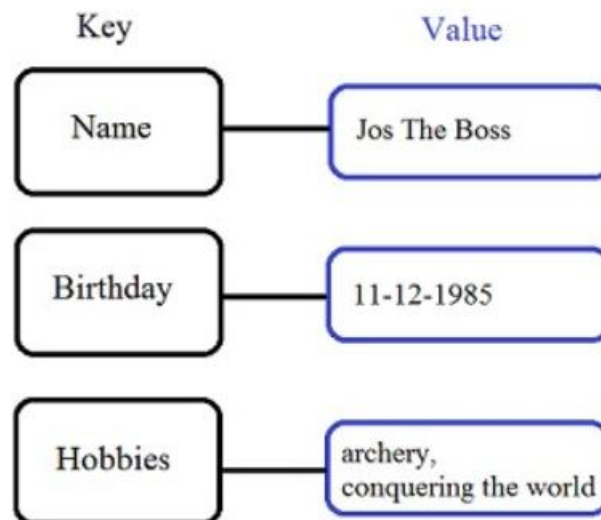 Key Value
Name Jos The Boss
Birthday 11-12-1985
Hobbies archery,
conquering the world